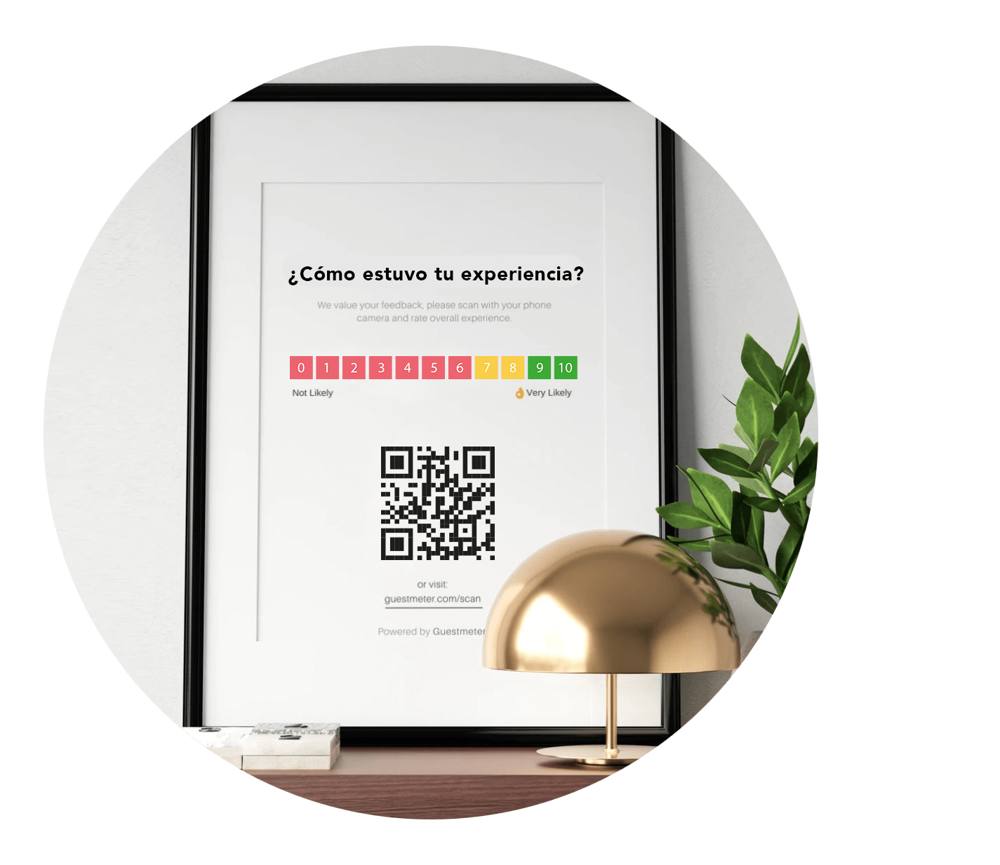 ¿Cómo estuvo tu experiencia?
We value your feedback, please scan with your phone
camera and rate overall experience.
0 1 2 3 4 5 6 7 8 9 10
Not Likely 👌 Very Likely
or visit:
guestmeter.com/scan
Powered by Guestmeter